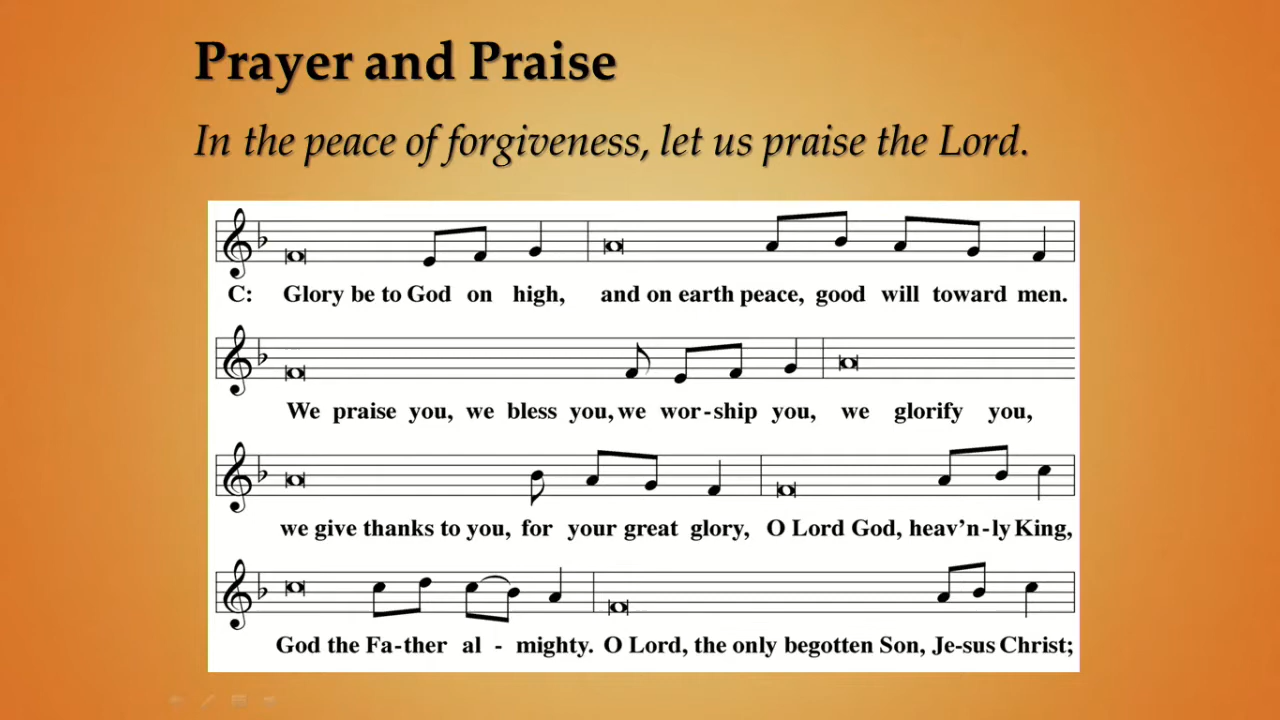 Prayer and Praise
In the peace of forgiveness, let us praise the Lord.
C: Glory be to God on high, and on earth peace, good will toward men.
We praise you, we bless you, we wor-ship you, we glorify you,
we give thanks to you, for your great glory, O Lord God, heav’n-ly King,
God the Fa-ther al - mighty. O Lord, the only begotten Son, Je-sus Christ;